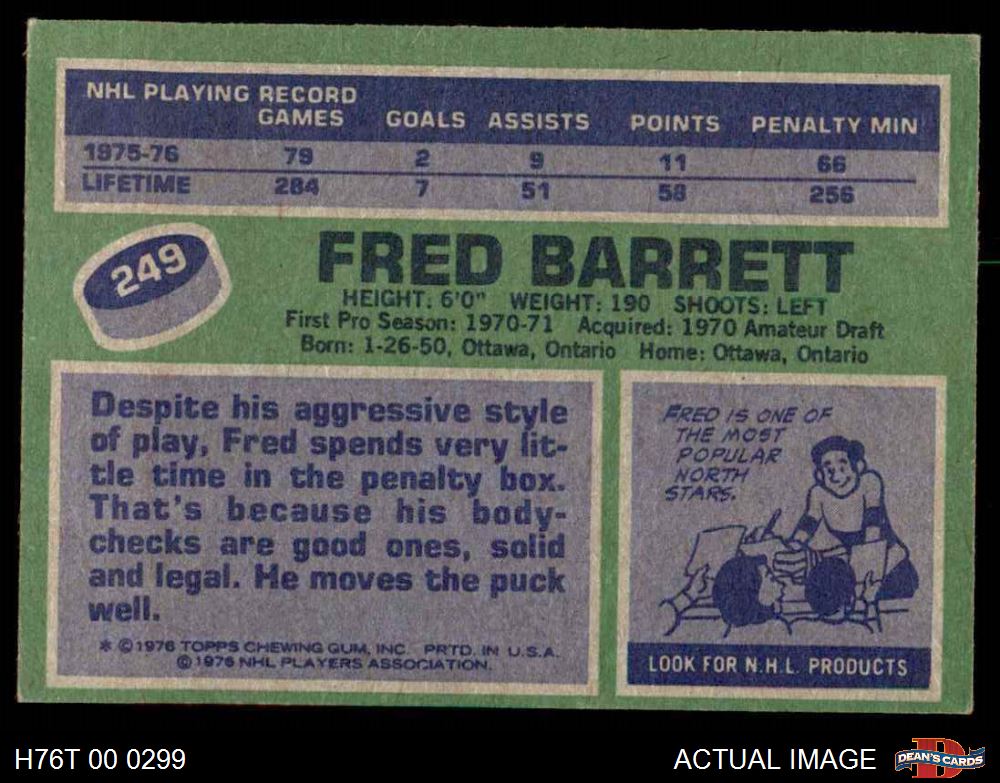 NHL PLAYING RECORD
GAMES GOALS ASSISTS POINTS PENALTY MIN
1975-76 79 2 9 11 66
LIFETIME 284 7 51 58 256
249
FRED BARRETT
HEIGHT: 6'0" WEIGHT: 190 SHOOTS: LEFT
First Pro Season: 1970-71 Acquired: 1970 Amateur Draft
Born: 1-26-50, Ottawa, Ontario Home: Ottawa, Ontario
Despite his aggressive style
of play, Fred spends very lit-
tle time in the penalty box.
That's because his body-
checks are good ones, solid
and legal. He moves the puck
well.
* © 1976 TOPPS CHEWING GUM, INC. PRTD. IN U.S.A.
© 1976 NHL PLAYERS ASSOCIATION.
FRED IS ONE OF
THE MOST
POPULAR
NORTH
STARS.
LOOK FOR N.H.L. PRODUCTS
H76T 00 0299
ACTUAL IMAGE
D
DEAN'S CARDS